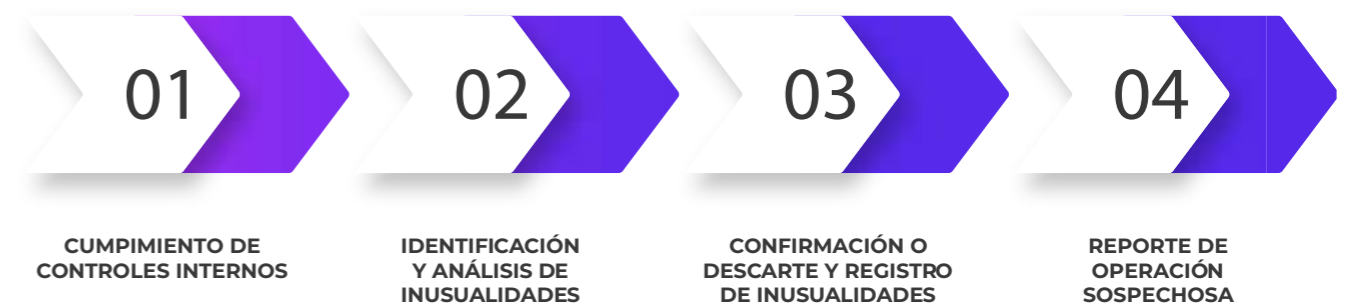 01
02
03
04
CUMPIMIENTO DE
CONTROLES INTERNOS
IDENTIFICACIÓN
Y ANÁLISIS DE
INUSUALIDADES
CONFIRMACIÓN O
DESCARTE Y REGISTRO
DE INUSUALIDADES
REPORTE DE
OPERACIÓN
SOSPECHOSA